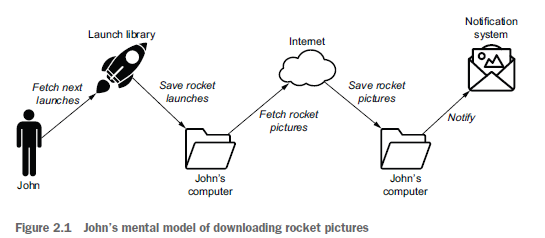 Notification
system
Launch library
Internet
Fetch next
launches
Save rocket
launches
Save rocket
pictures
Fetch rocket
pictures
Notify
John
John's
computer
John's
computer
Figure 2.1 John's mental model of downloading rocket pictures